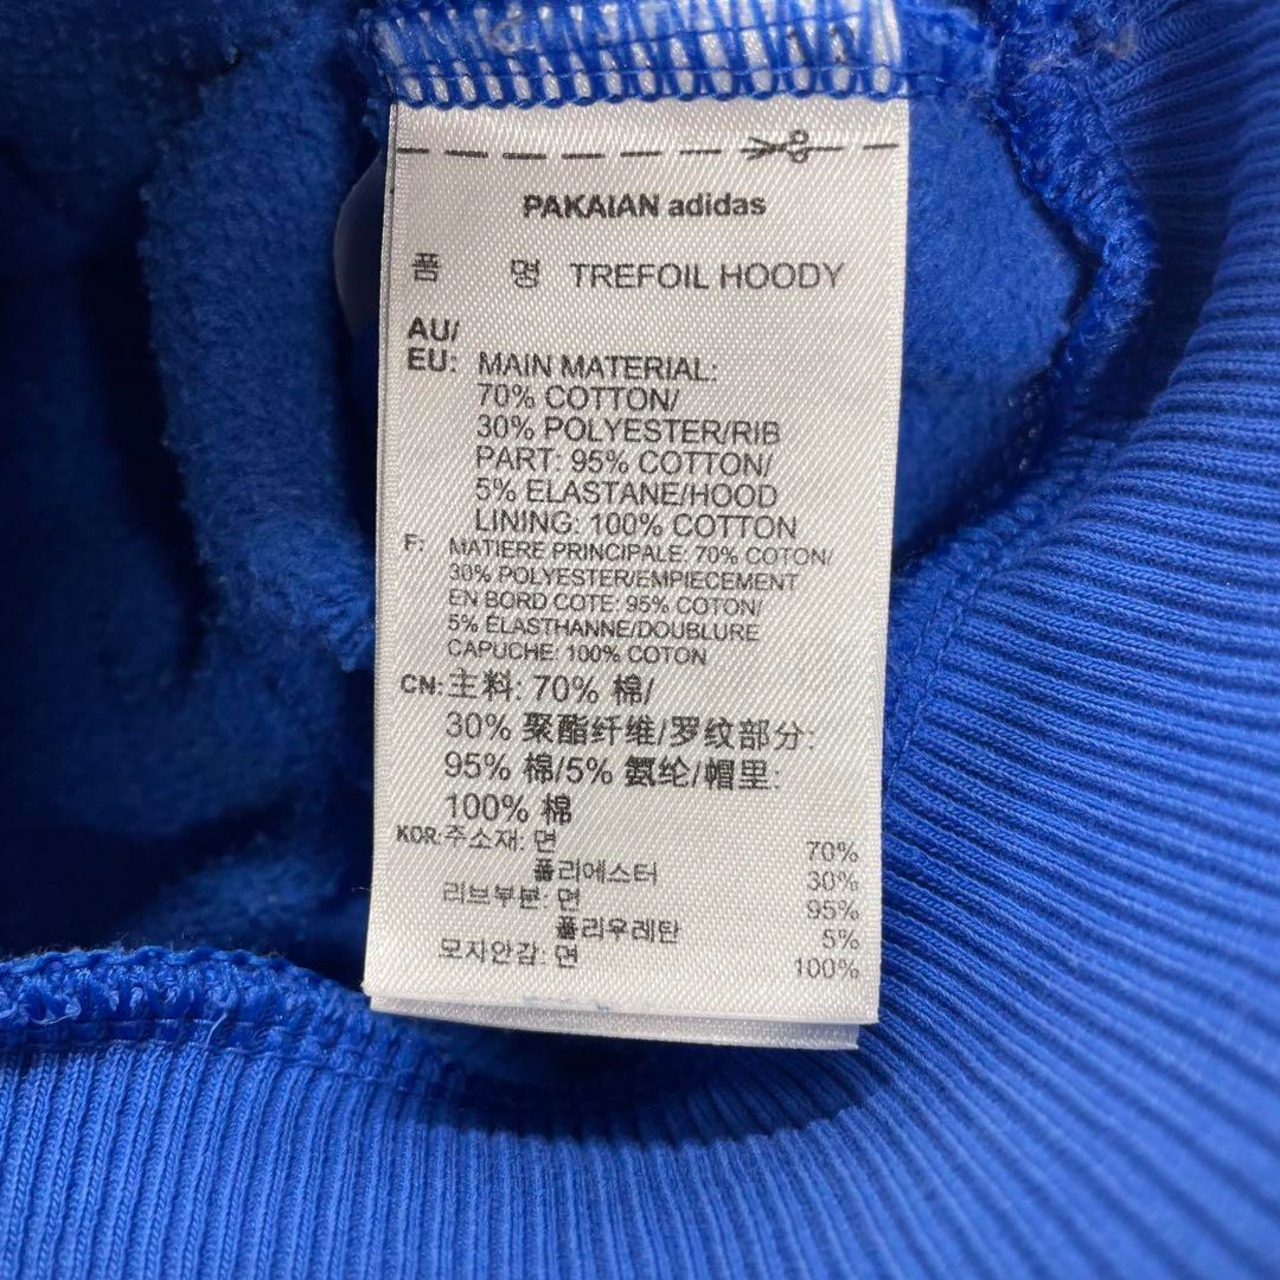 PAKAIAN adidas
품 명 TREFOIL HOODY
AU/
EU: MAIN MATERIAL:
70% COTTON/
30% POLYESTER/RIB
PART: 95% COTTON/
5% ELASTANE/HOOD
LINING: 100% COTTON
F: MATIERE PRINCIPALE: 70% COTON/
30% POLYESTER/EMPIECEMENT
EN BORD COTE: 95% COTON/
5% ELASTHANNE/DOUBLURE
CAPUCHE: 100% COTON
CN: 主料: 70% 棉/
30% 聚酯纤维/罗纹部分:
95% 棉/5% 氨纶/帽里:
100% 棉
KOR: 주소재: 면 70%
폴리에스터 30%
리브부분: 면 95%
폴리우레탄 5%
모자안감: 면 100%